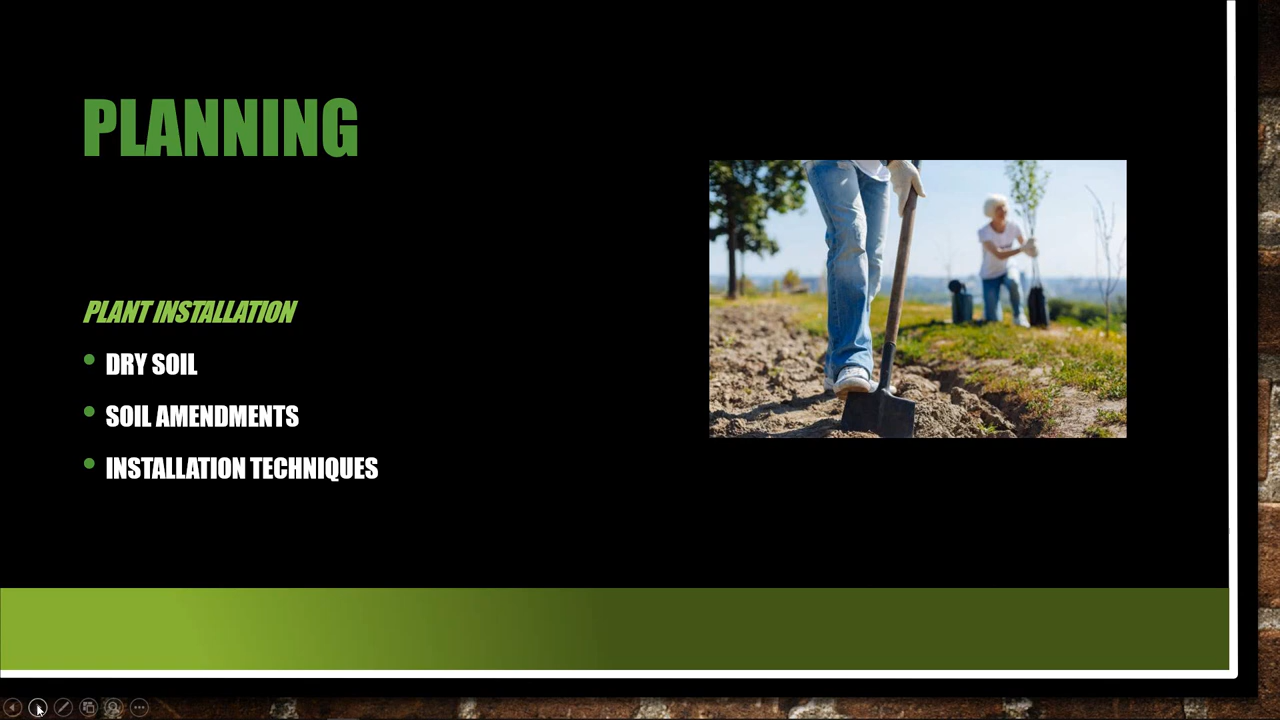 PLANNING
PLANT INSTALLATION
DRY SOIL
SOIL AMENDMENTS
INSTALLATION TECHNIQUES